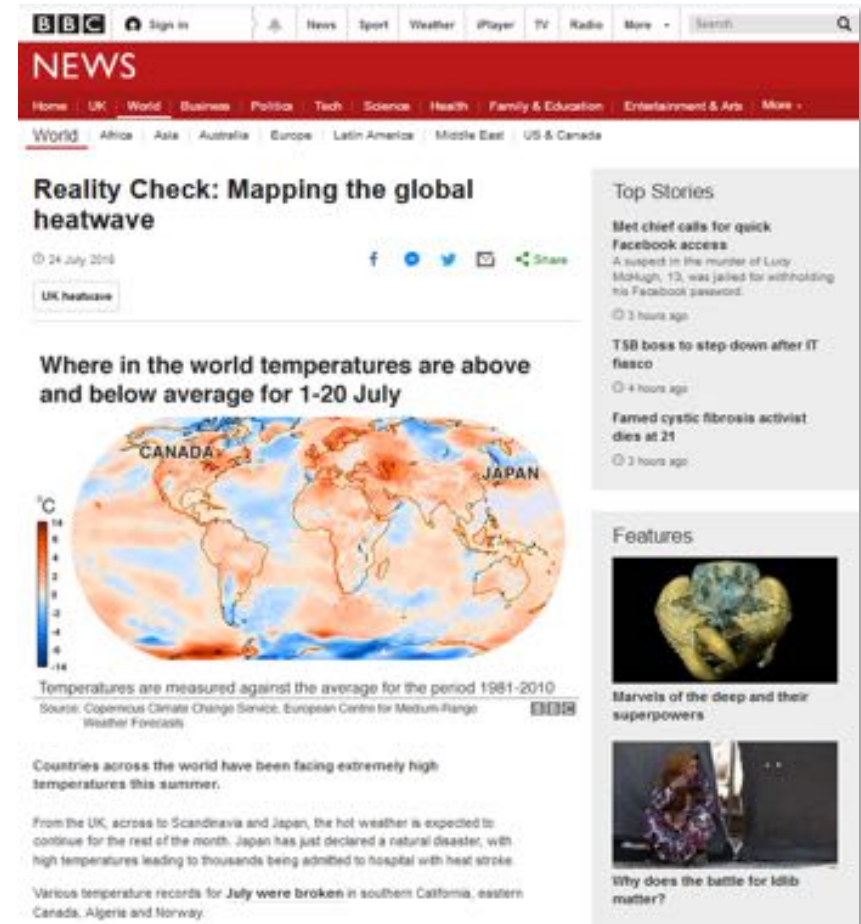 BBC Sign in News Sport Weather iPlayer TV Radio More Search
NEWS
Home UK World Business Politics Tech Science Health Family & Education Entertainment & Arts More
World Africa Asia Australia Europe Latin America Middle East US & Canada
Reality Check: Mapping the global
heatwave
24 July 2018
Share
UK heatwave
Where in the world temperatures are above
and below average for 1-20 July
CANADA
JAPAN
°C
14
6
4
2
0
-2
-4
-6
-14
Temperatures are measured against the average for the period 1981-2010
Source: Copernicus Climate Change Service, European Centre for Medium-Range
Weather Forecasts
BBC
Countries across the world have been facing extremely high
temperatures this summer.
From the UK, across to Scandinavia and Japan, the hot weather is expected to
continue for the rest of the month. Japan has just declared a natural disaster, with
high temperatures leading to thousands being admitted to hospital with heat stroke.
Various temperature records for July were broken in southern California, eastern
Canada, Algeria and Norway.
Top Stories
Met chief calls for quick
Facebook access
A suspect in the murder of Lucy
McHugh, 13, was jailed for withholding
his Facebook password.
3 hours ago
TSB boss to step down after IT
fiasco
4 hours ago
Famed cystic fibrosis activist
dies at 21
3 hours ago
Features
Marvels of the deep and their
superpowers
Why does the battle for Idlib
matter?